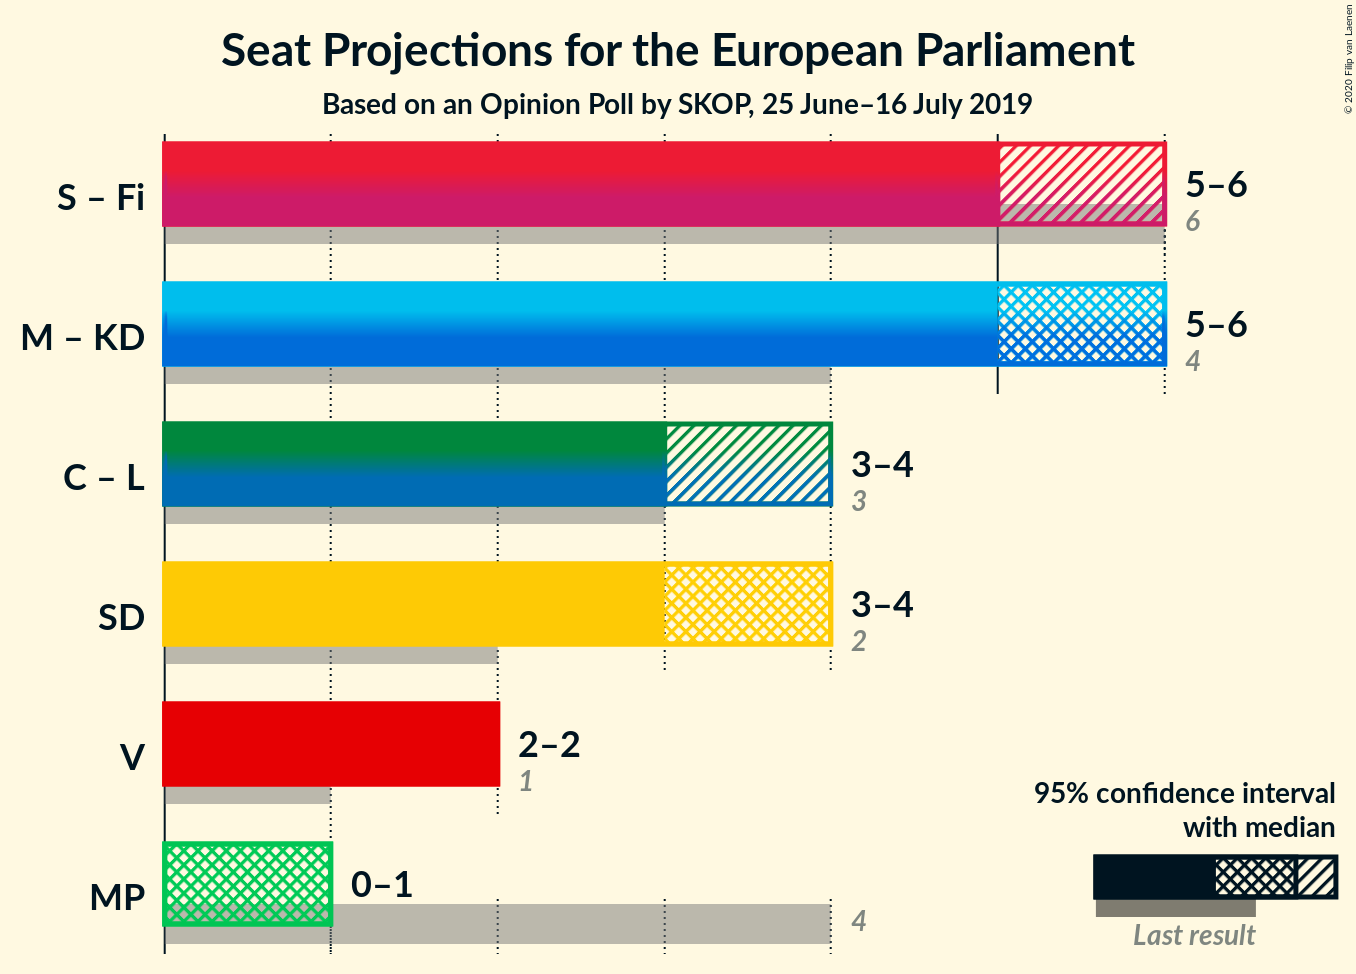 Seat Projections for the European Parliament
Based on an Opinion Poll by SKOP, 25 June–16 July 2019
© 2020 Filip van Laenen
S – Fi
5–6
6
M – KD
5–6
4
C – L
3–4
3
SD
3–4
2
V
2–2
1
MP
0–1
4
95% confidence interval
with median
Last result